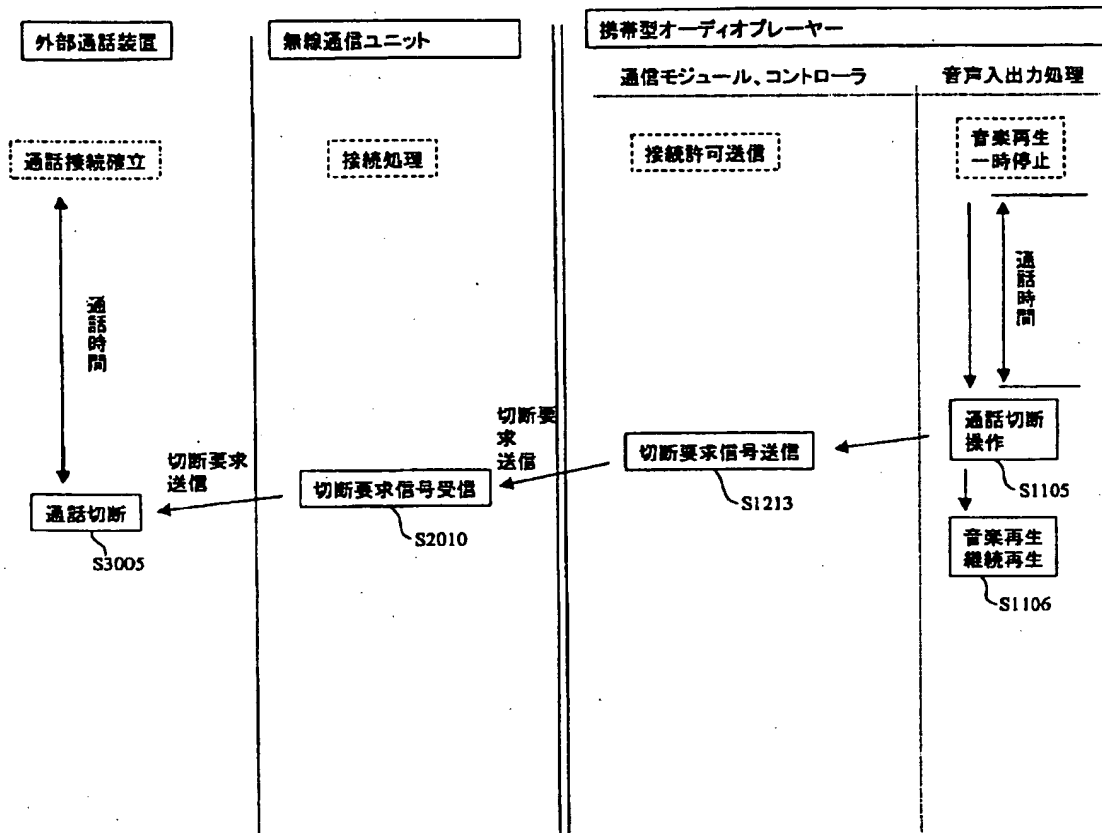 外部通話装置
無線通信ユニット
携帯型オーディオプレーヤー
通信モジュール、コントローラ
音声入出力処理
通話接続確立
接続処理
接続許可送信
音楽再生
一時停止
通話時間
通話時間
通話切断
操作
S1105
切断要求信号送信
S1213
切断要
求
送信
切断要求信号受信
S2010
切断要求
送信
通話切断
S3005
音楽再生
継続再生
S1106